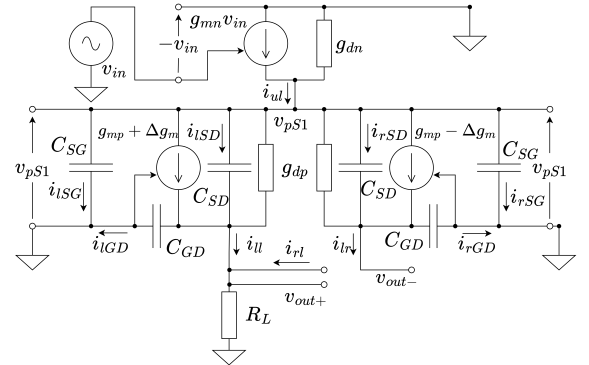 g_{mn}v_{in}
-v_{in}
g_{dn}
v_{in}
i_{ul}
v_{pS1}
g_{mp} + Δg_m
i_{lSD}
i_{rSD}
g_{mp} − Δg_m
C_{SG}
C_{SG}
v_{pS1}
g_{dp}
v_{pS1}
i_{lSG}
C_{SD}
C_{SD}
i_{rSG}
i_{lGD}
C_{GD}
i_{ll}
i_{rl}
i_{lr}
C_{GD}
i_{rGD}
v_{out+}
v_{out−}
R_L